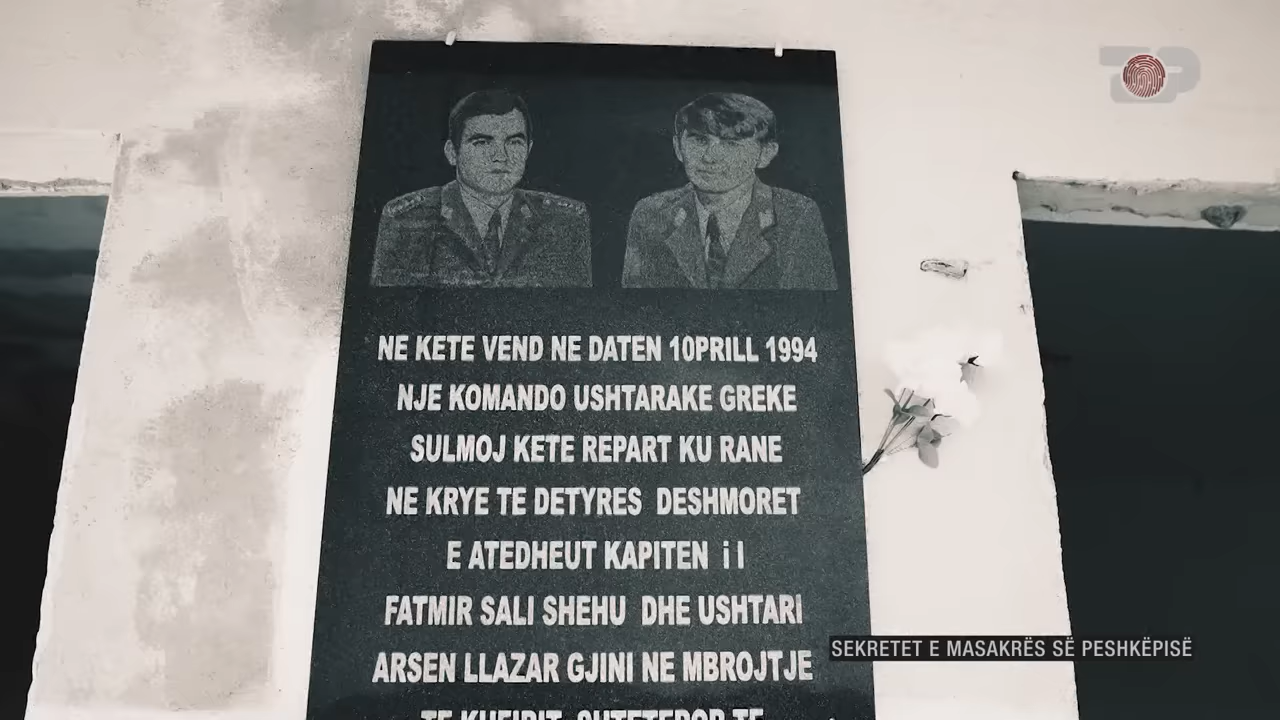 NE KETE VEND NE DATEN 10PRILL 1994
NJE KOMANDO USHTARAKE GREKE
SULMOJ KETE REPART KU RANE
NE KRYE TE DETYRES DESHMORET
E ATEDHEUT KAPITEN i I
FATMIR SALI SHEHU DHE USHTARI
ARSEN LLAZAR GJINI NE MBROJTJE
SEKRETET E MASAKRËS SË PESHKËPISË